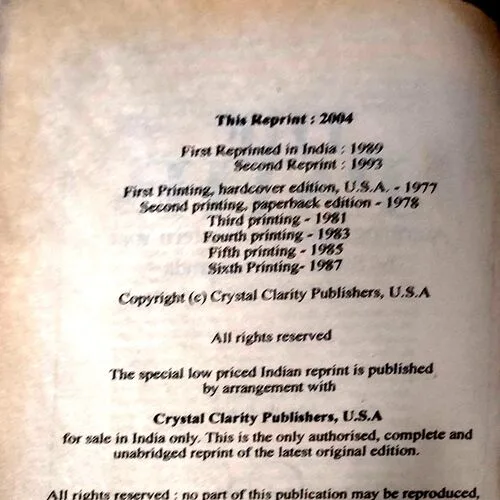 This Reprint : 2004
First Reprinted in India : 1989
Second Reprint : 1993
First Printing, hardcover edition, U.S.A. - 1977
Second printing, paperback edition - 1978
Third printing - 1981
Fourth printing - 1983
Fifth printing - 1985
Sixth Printing- 1987
Copyright (c) Crystal Clarity Publishers, U.S.A
All rights reserved
The special low priced Indian reprint is published
by arrangement with
Crystal Clarity Publishers, U.S.A
for sale in India only. This is the only authorised, complete and
unabridged reprint of the latest original edition.
All rights reserved : no part of this publication may be reproduced,